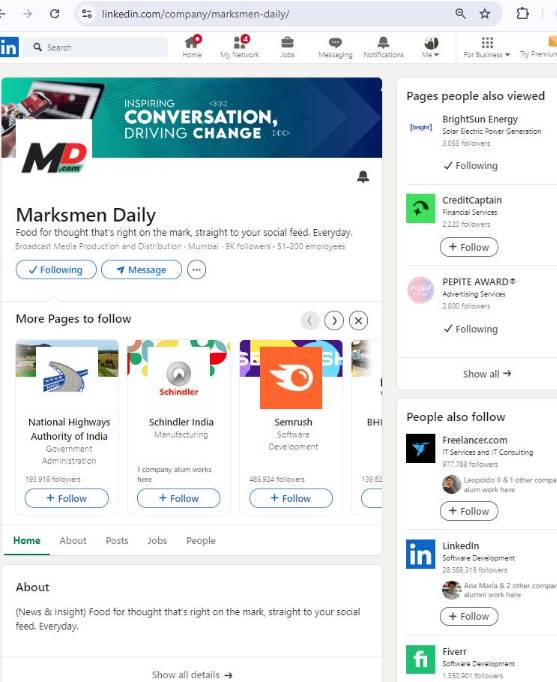 linkedin.com/company/marksmen-daily/
in
Search
Home
4
My Network
Jobs
Messaging
Notifications
Me
For Business
Try Premium
INSPIRING
CONVERSATION,
DRIVING CHANGE
MD
.com
Marksmen Daily
Food for thought that's right on the mark, straight to your social feed. Everyday.
Broadcast Media Production and Distribution · Mumbai · 9K followers · 51-200 employees
Following
Message
More Pages to follow
National Highways
Authority of India
Government
Administration
193,918 followers
+ Follow
Schindler
Schindler India
Manufacturing
1 company alum works
here
+ Follow
SE
SH
Semrush
Software
Development
485,924 followers
+ Follow
BHI
139,62
Home
About
Posts
Jobs
People
About
(News & Insight) Food for thought that's right on the mark, straight to your social
feed. Everyday.
Show all details →
Pages people also viewed
[bright]
BrightSun Energy
Solar Electric Power Generation
3,055 followers
Following
CreditCaptain
Financial Services
2,220 followers
+ Follow
PEPITE AWARD®
Advertising Services
2,800 followers
Following
Show all →
People also follow
Freelancer.com
IT Services and IT Consulting
977,788 followers
Leopoldo II & 1 other compa
alum work here
+ Follow
in
LinkedIn
Software Development
28,568,318 followers
Ana María & 2 other compar
alumni work here
+ Follow
fi
Fiverr
Software Development
1,350,901 followers